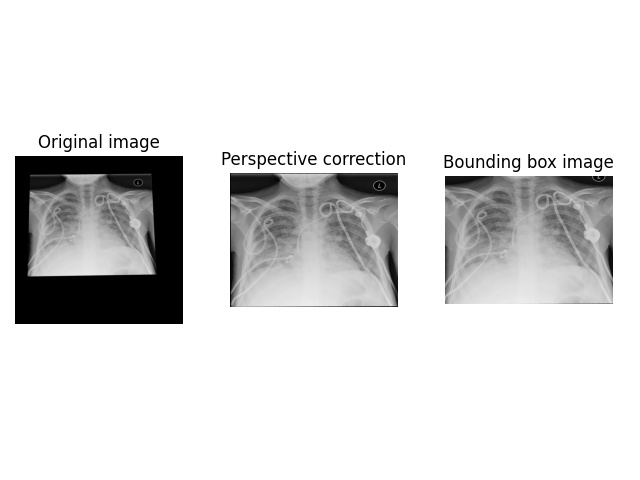 Original image
Perspective correction
Bounding box image
L
L
L